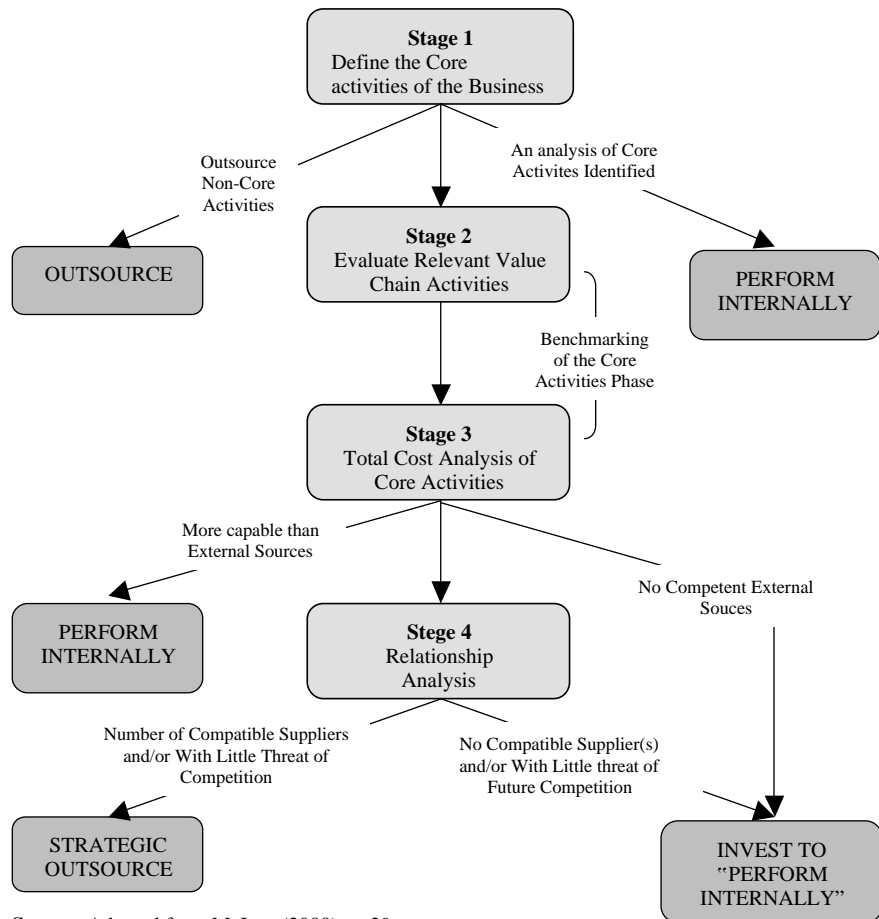 Stage 1
Define the Core
activities of the Business
Outsource
Non-Core
Activities
An analysis of Core
Activites Identified
Stage 2
Evaluate Relevant Value
Chain Activities
OUTSOURCE
PERFORM
INTERNALLY
Benchmarking
of the Core
Activities Phase
Stage 3
Total Cost Analysis of
Core Activities
More capable than
External Sources
No Competent External
Souces
PERFORM
INTERNALLY
Stege 4
Relationship
Analysis
Number of Compatible Suppliers
and/or With Little Threat of
Competition
No Compatible Supplier(s)
and/or With Little threat of
Future Competition
STRATEGIC
OUTSOURCE
INVEST TO
“PERFORM
INTERNALLY”